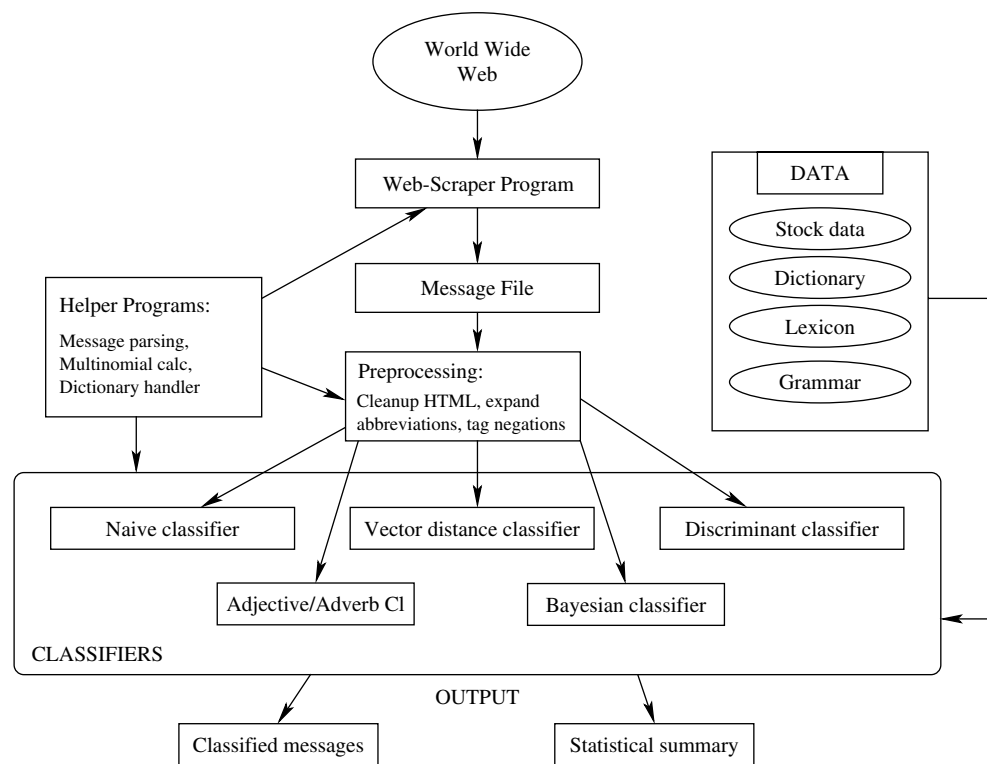 World Wide
Web
Web-Scraper Program
DATA
Stock data
Dictionary
Lexicon
Grammar
Message File
Helper Programs:
Message parsing,
Multinomial calc,
Dictionary handler
Preprocessing:
Cleanup HTML, expand
abbreviations, tag negations
Naive classifier
Vector distance classifier
Discriminant classifier
Adjective/Adverb Cl
Bayesian classifier
CLASSIFIERS
OUTPUT
Classified messages
Statistical summary